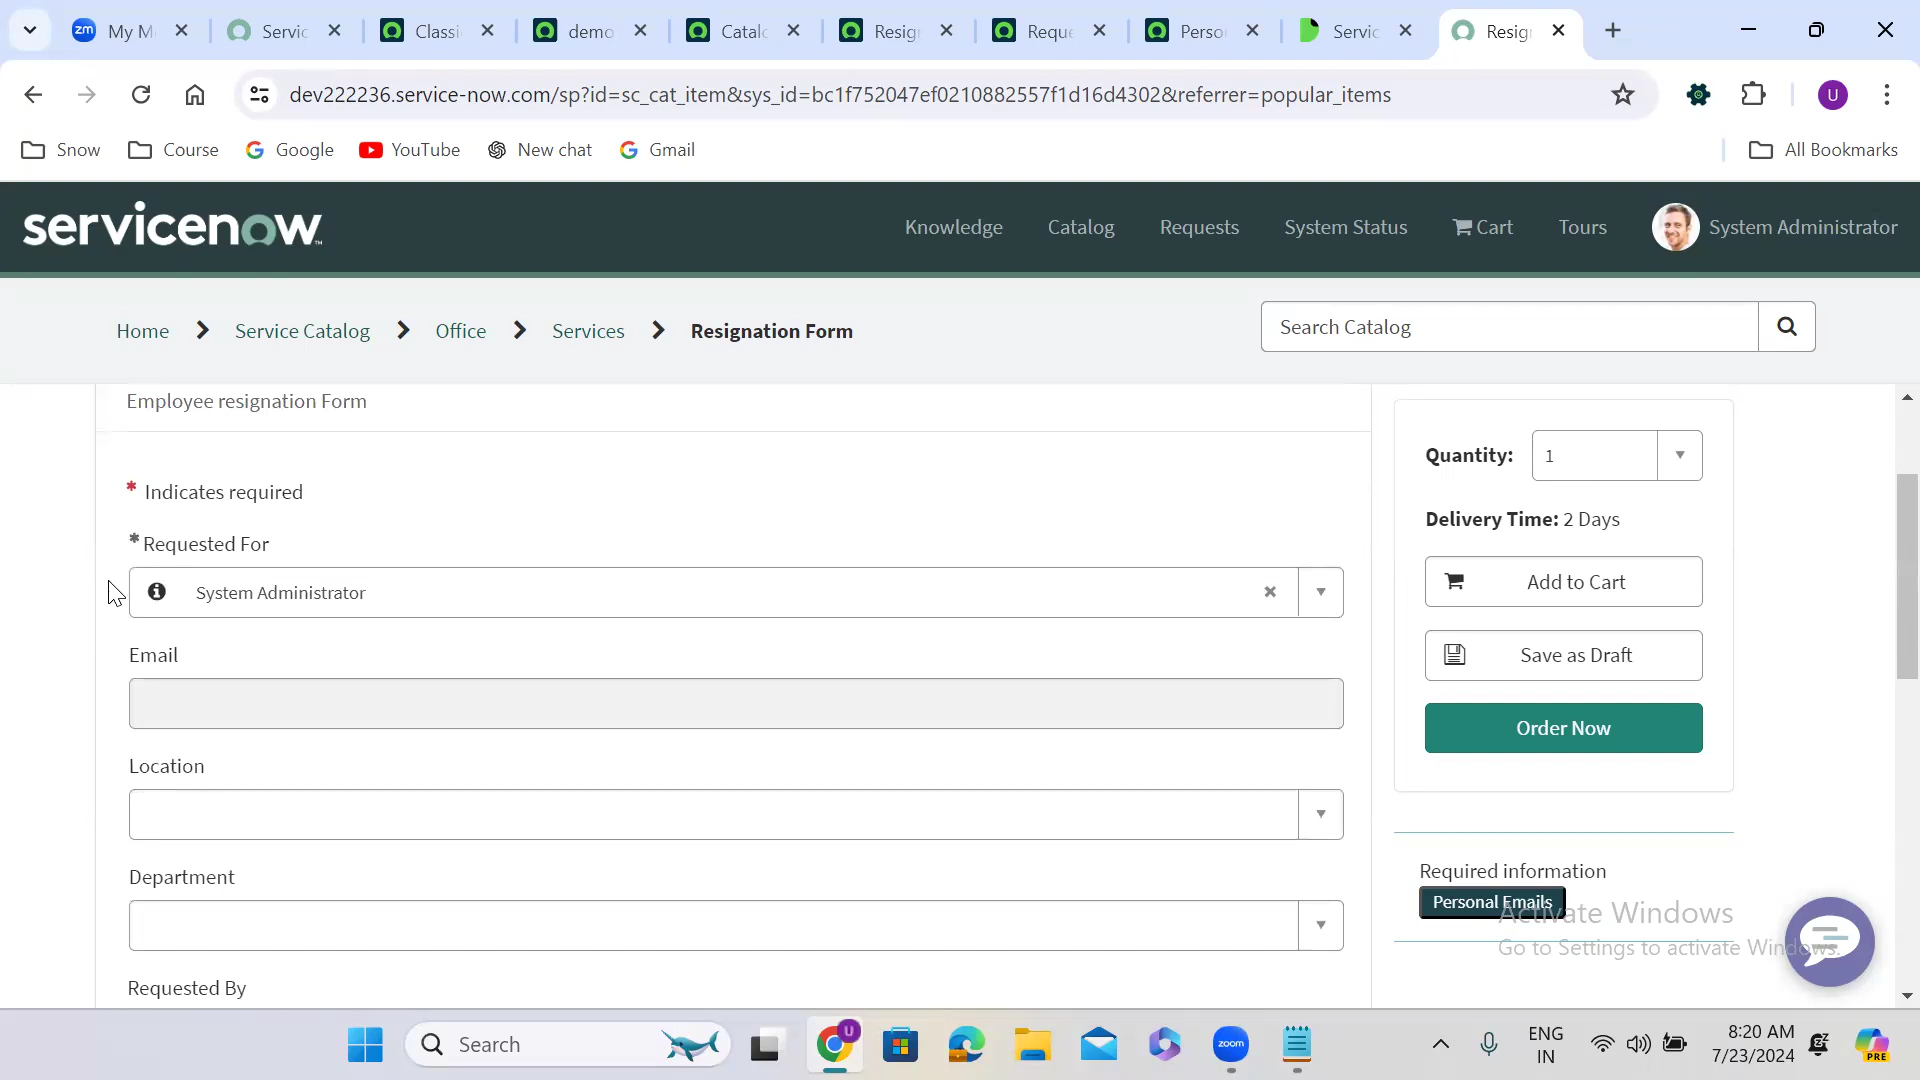 zm My M
Servic
Classi
demo
Catalo
Resign
Reque
Perso
Servic
Resign
dev222236.service-now.com/sp?id=sc_cat_item&sys_id=bc1f752047ef0210882557f1d16d4302&referrer=popular_items
U
Snow
Course
Google
YouTube
New chat
Gmail
All Bookmarks
servicenow
Knowledge
Catalog
Requests
System Status
Cart
Tours
System Administrator
Home
Service Catalog
Office
Services
Resignation Form
Search Catalog
Employee resignation Form
* Indicates required
* Requested For
System Administrator
Email
Location
Department
Requested By
Quantity: 1
Delivery Time: 2 Days
Add to Cart
Save as Draft
Order Now
Required information
Personal Emails
Activate Windows
Go to Settings to activate Windows.
Search
U
zoom
ENG
IN
8:20 AM
7/23/2024
PRE